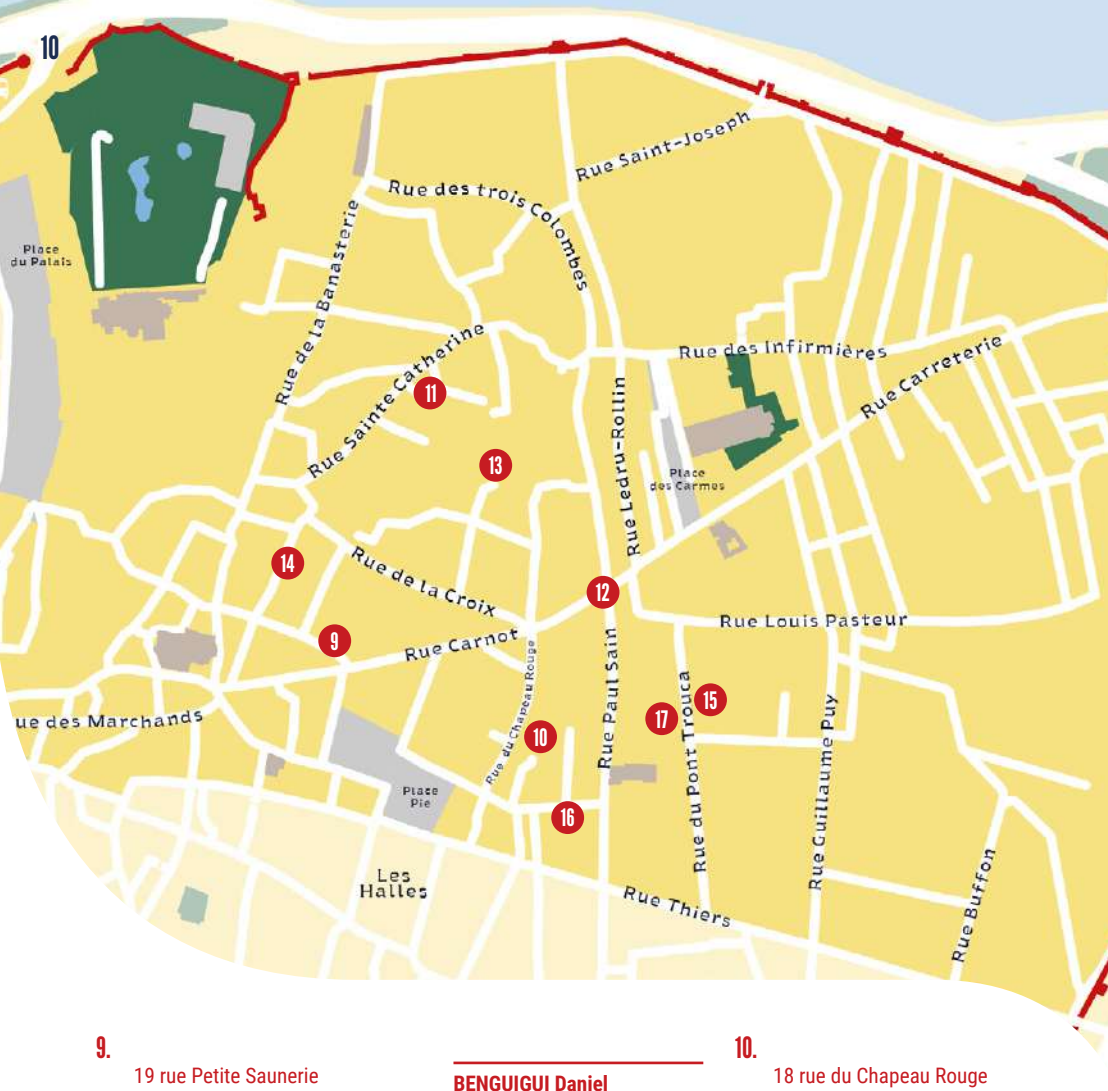 10
Rue Saint-Joseph
Rue des trois Colombes
Place
du Palais
Rue de la Banasterie
Rue Sainte Catherine
Rue des Infirmières
Rue Carreterie
11
Rue Ledru-Rollin
13
Place
des Carmes
14
Rue de la Croix
12
9
Rue Carnot
Rue Louis Pasteur
Rue du Chapeau Rouge
Rue Paul Sain
17
15
Rue du Pont Trouca
ue des Marchands
10
Rue Guillaume Puy
Place
Pie
16
Les
Halles
Rue Thiers
Rue Buffon
9.
19 rue Petite Saunerie
BENGUIGUI Daniel
10.
18 rue du Chapeau Rouge